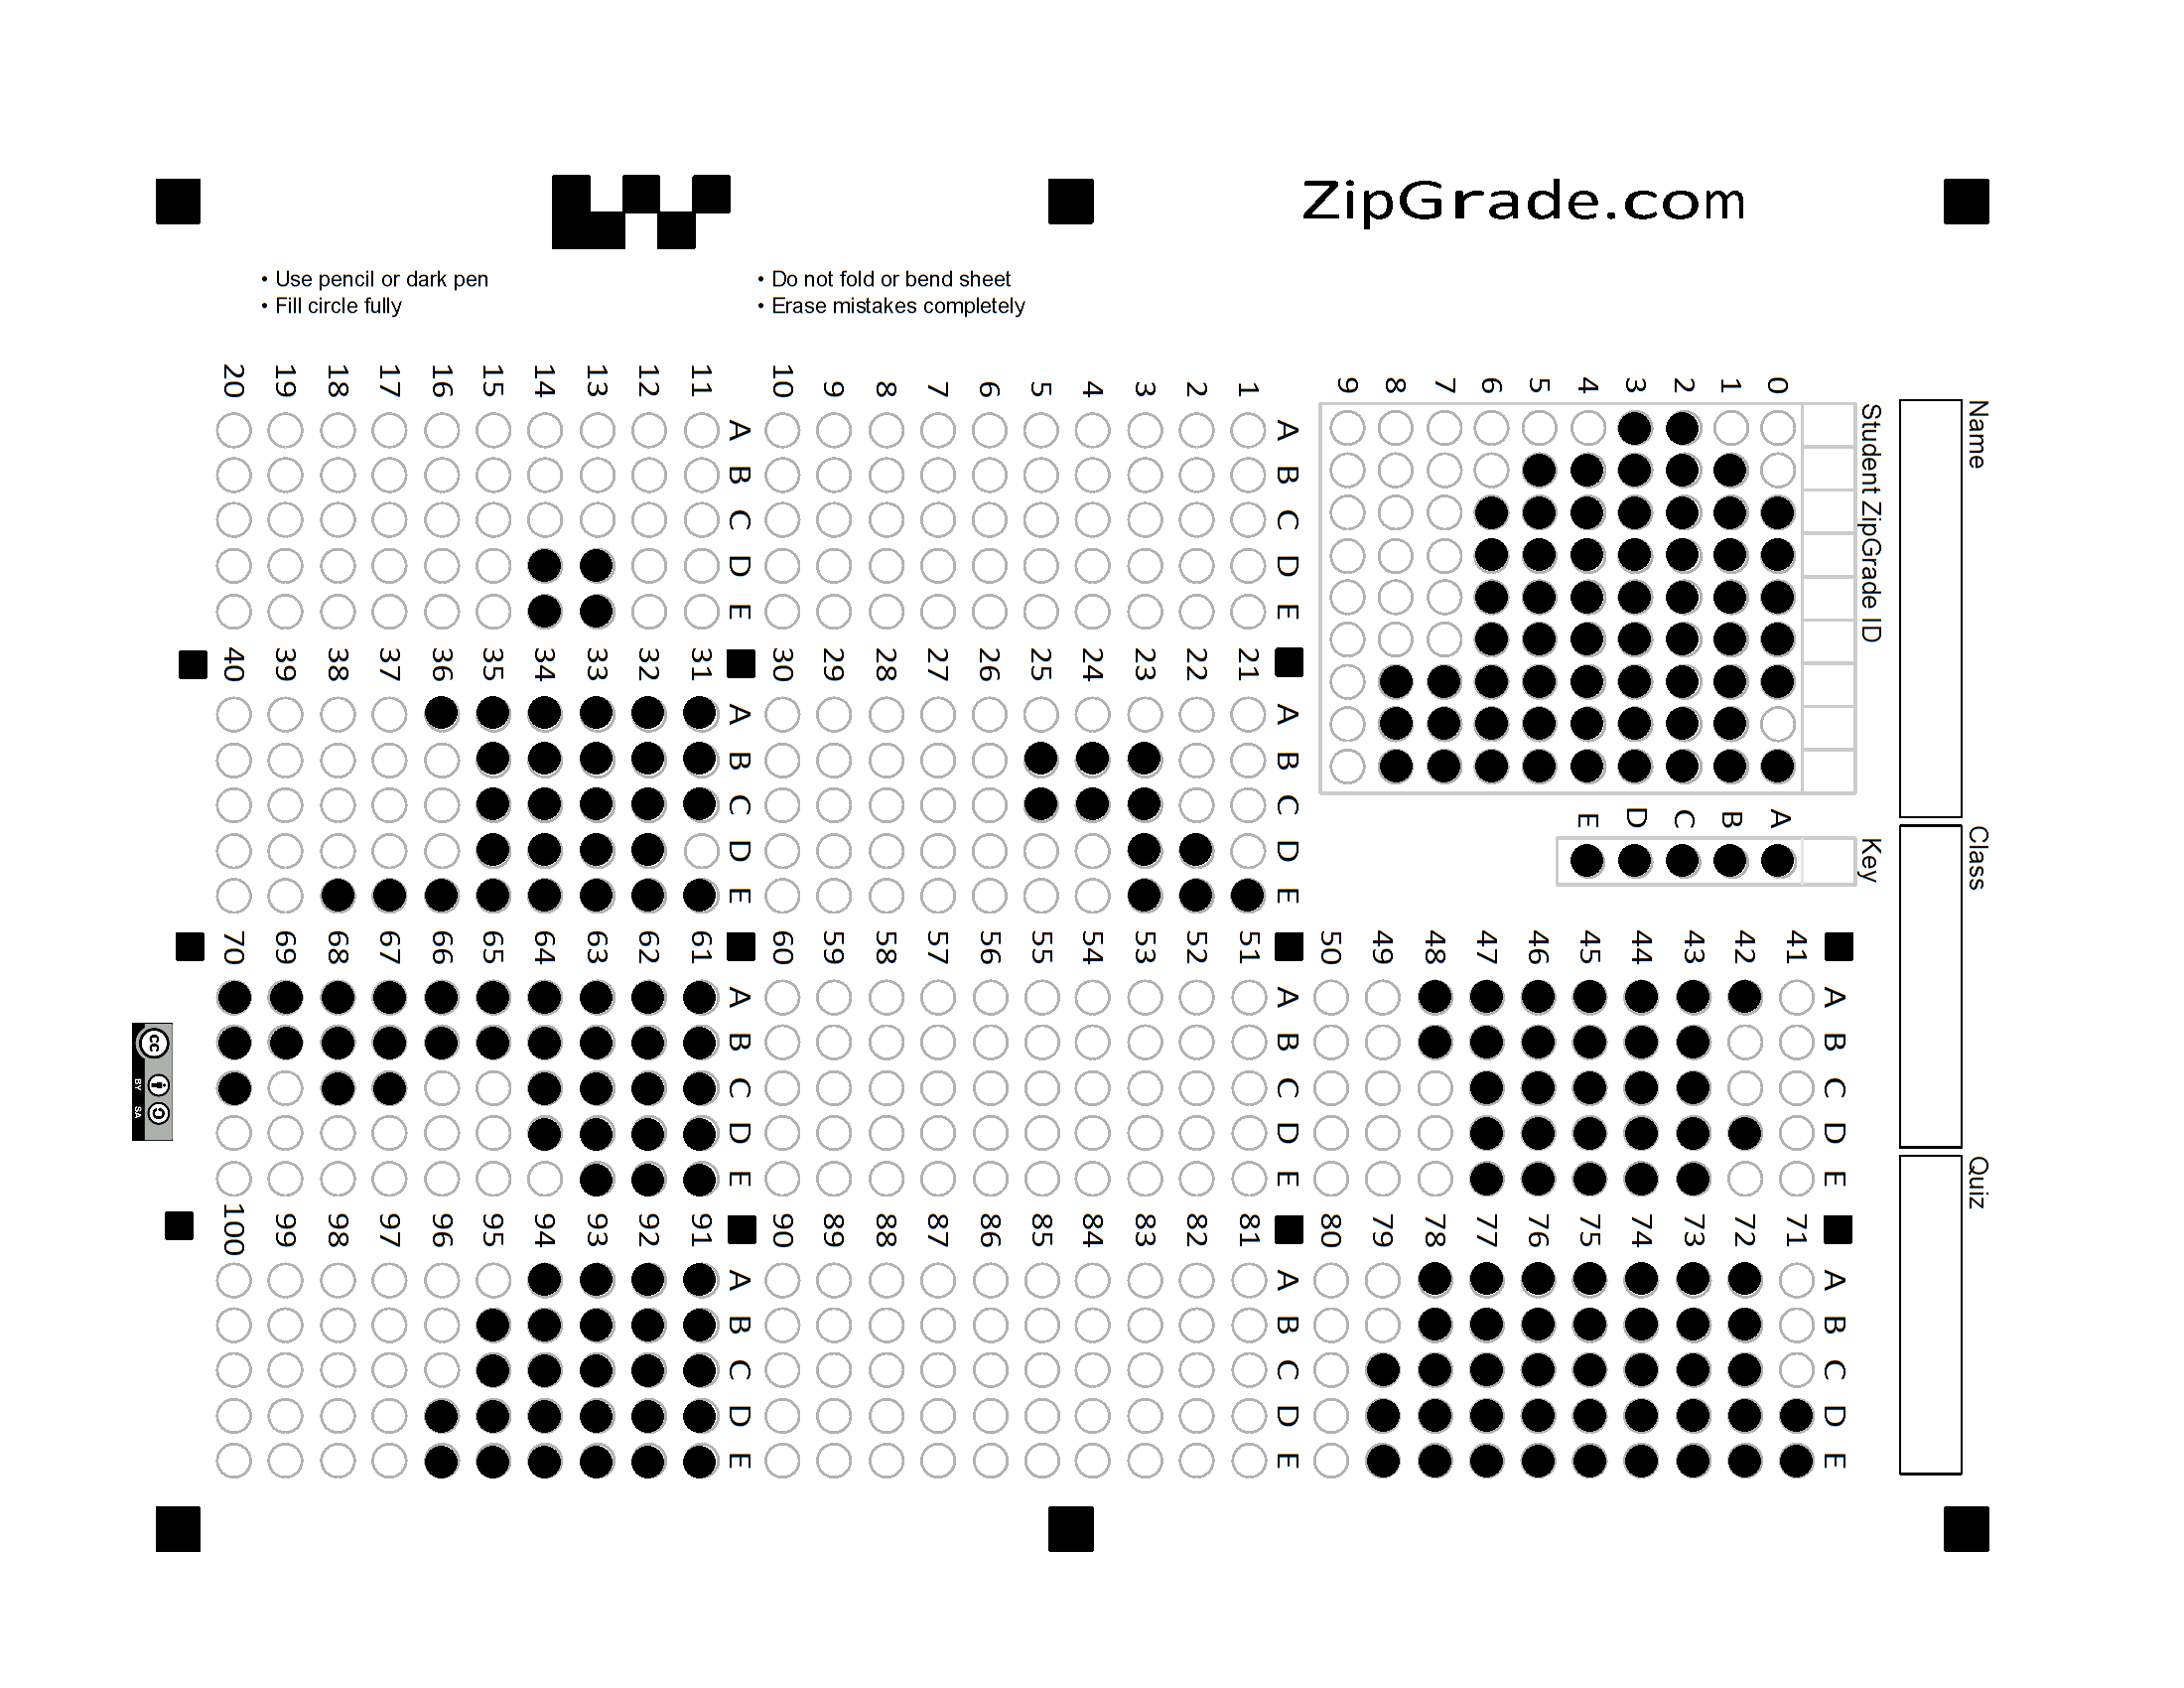 ZipGrade.com
• Use pencil or dark pen
• Fill circle fully
• Do not fold or bend sheet
• Erase mistakes completely
Name
Class
Quiz
Student ZipGrade ID
0 1 2 3 4 5 6 7 8 9
Key
A B C D E
A B C D E
1 2 3 4 5 6 7 8 9 10
A B C D E
11 12 13 14 15 16 17 18 19 20
A B C D E
21 22 23 24 25 26 27 28 29 30
A B C D E
31 32 33 34 35 36 37 38 39 40
A B C D E
41 42 43 44 45 46 47 48 49 50
A B C D E
51 52 53 54 55 56 57 58 59 60
A B C D E
61 62 63 64 65 66 67 68 69 70
A B C D E
71 72 73 74 75 76 77 78 79 80
A B C D E
81 82 83 84 85 86 87 88 89 90
A B C D E
91 92 93 94 95 96 97 98 99 100
cc
BY SA